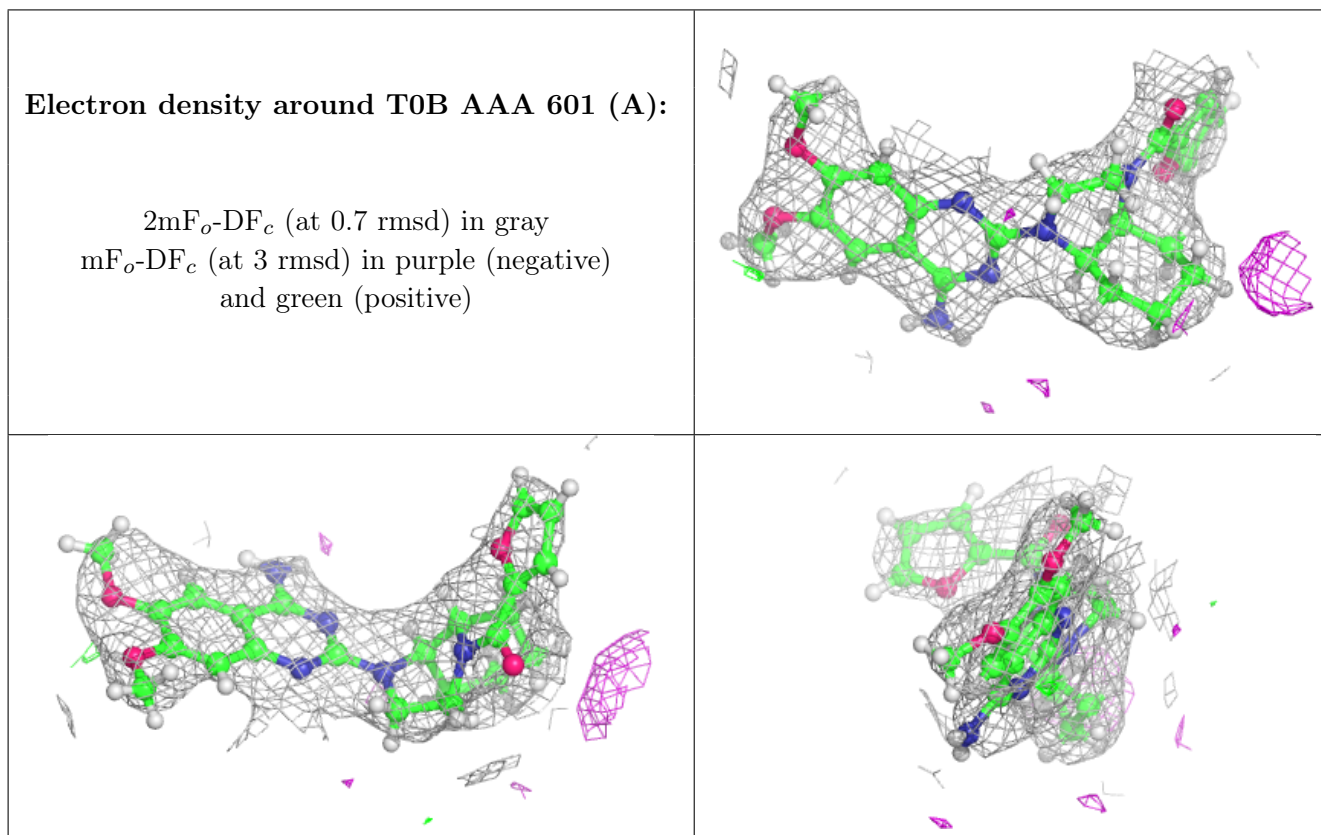 Electron density around T0B AAA 601 (A):
2mFo-DFc (at 0.7 rmsd) in gray
mFo-DFc (at 3 rmsd) in purple (negative)
and green (positive)